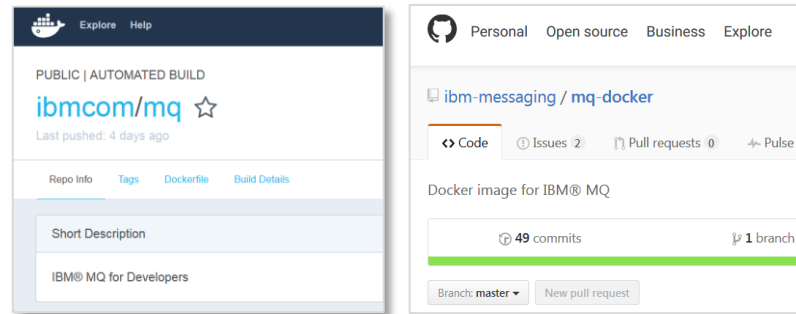 Explore Help
PUBLIC | AUTOMATED BUILD
ibmcom/mq
Last pushed: 4 days ago
Repo Info Tags Dockerfile Build Details
Short Description
IBM® MQ for Developers
Personal Open source Business Explore
ibm-messaging / mq-docker
Code Issues 2 Pull requests 0 Pulse
Docker image for IBM® MQ
49 commits 1 branch
Branch: master New pull request